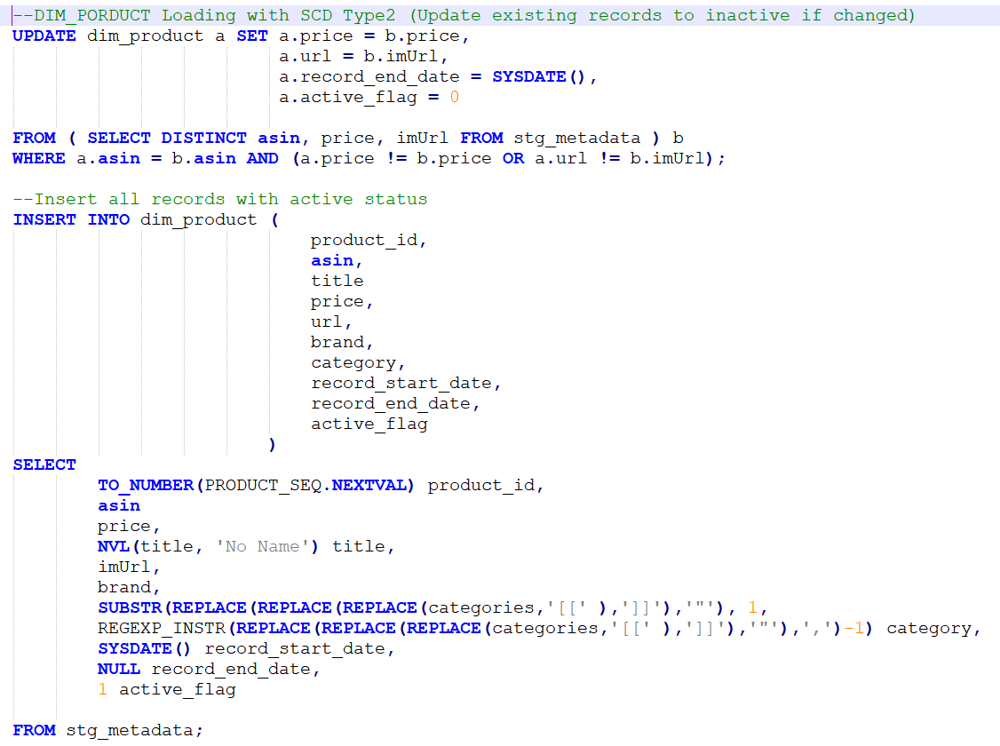 --DIM_PORDUCT Loading with SCD Type2 (Update existing records to inactive if changed)
UPDATE dim_product a SET a.price = b.price,
a.url = b.imUrl,
a.record_end_date = SYSDATE(),
a.active_flag = 0
FROM ( SELECT DISTINCT asin, price, imUrl FROM stg_metadata ) b
WHERE a.asin = b.asin AND (a.price != b.price OR a.url != b.imUrl);
--Insert all records with active status
INSERT INTO dim_product (
product_id,
asin,
title
price,
url,
brand,
category,
record_start_date,
record_end_date,
active_flag
)
SELECT
TO_NUMBER(PRODUCT_SEQ.NEXTVAL) product_id,
asin
price,
NVL(title, 'No Name') title,
imUrl,
brand,
SUBSTR(REPLACE(REPLACE(REPLACE(categories,'[[' ),']]'),'"'), 1,
REGEXP_INSTR(REPLACE(REPLACE(REPLACE(categories,'[[' ),']]'),'"'),',')-1) category,
SYSDATE() record_start_date,
NULL record_end_date,
1 active_flag
FROM stg_metadata;